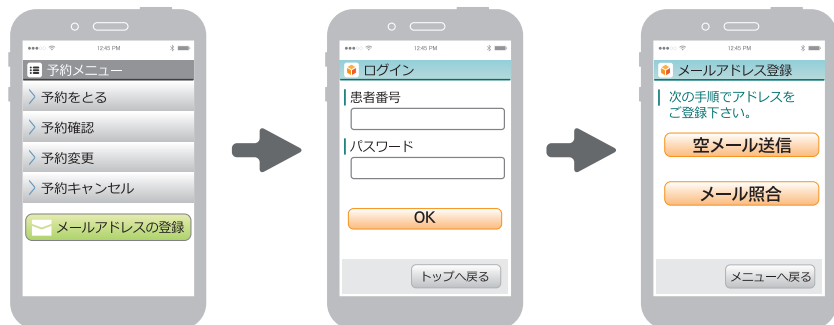 12:45 PM
予約メニュー
予約をとる
予約確認
予約変更
予約キャンセル
メールアドレスの登録
12:45 PM
ログイン
患者番号
パスワード
OK
トップへ戻る
12:45 PM
メールアドレス登録
次の手順でアドレスを
ご登録下さい。
空メール送信
メール照合
メニューへ戻る